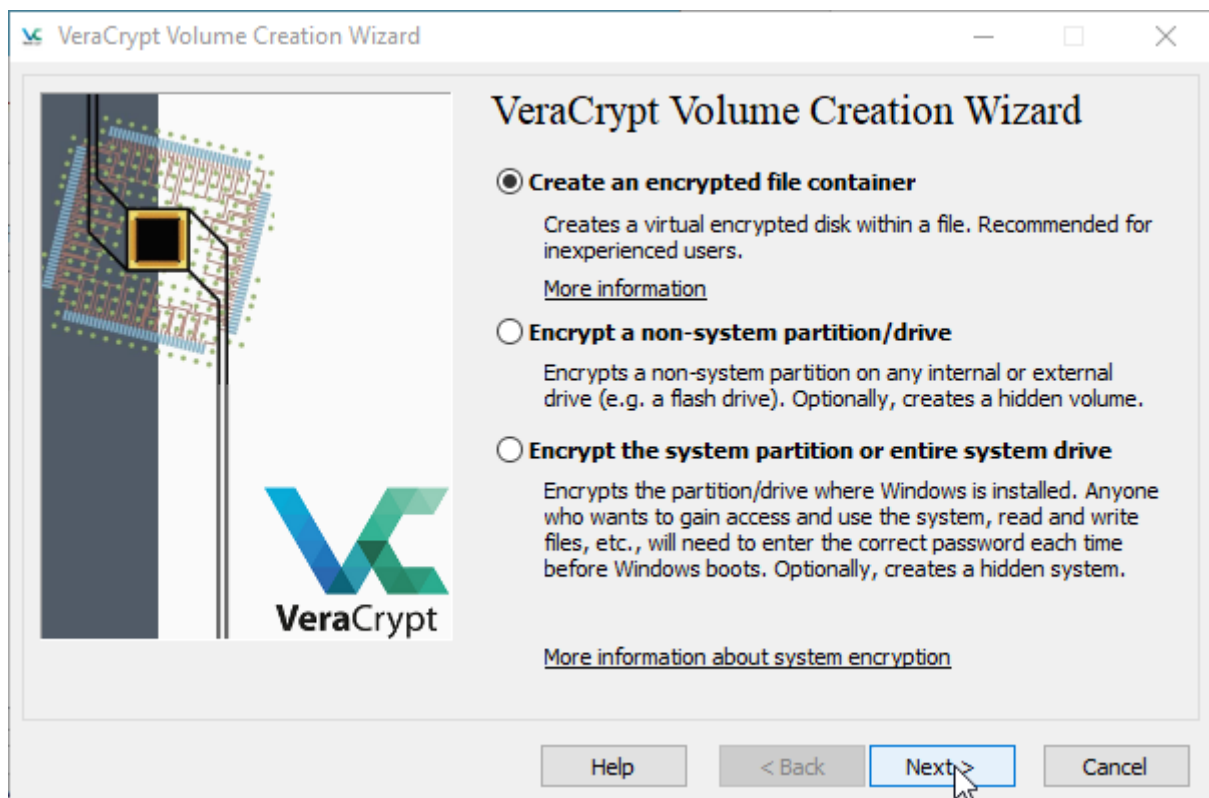 VeraCrypt Volume Creation Wizard
VeraCrypt Volume Creation Wizard
Create an encrypted file container
Creates a virtual encrypted disk within a file. Recommended for
inexperienced users.
More information
Encrypt a non-system partition/drive
Encrypts a non-system partition on any internal or external
drive (e.g. a flash drive). Optionally, creates a hidden volume.
Encrypt the system partition or entire system drive
Encrypts the partition/drive where Windows is installed. Anyone
who wants to gain access and use the system, read and write
files, etc., will need to enter the correct password each time
before Windows boots. Optionally, creates a hidden system.
VeraCrypt
More information about system encryption
Help
< Back
Next >
Cancel